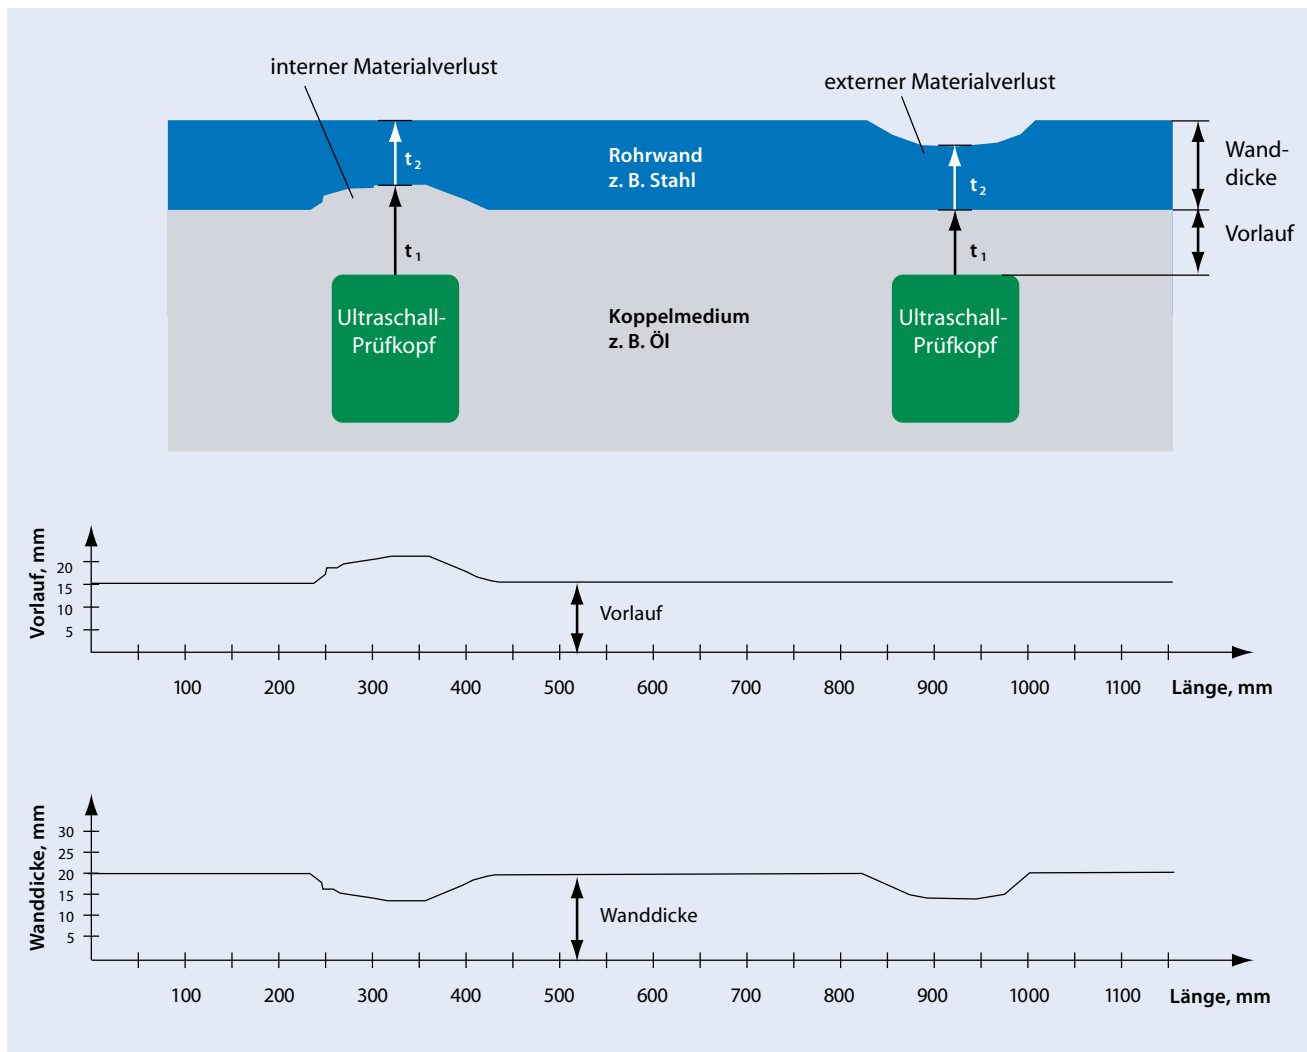 interner Materialverlust
externer Materialverlust
Rohrwand
z. B. Stahl
t2
t2
Wand-
dicke
Vorlauf
t1
t1
Ultraschall-
Prüfkopf
Koppelmedium
z. B. Öl
Ultraschall-
Prüfkopf
Vorlauf, mm
20
15
10
5
Vorlauf
100 200 300 400 500 600 700 800 900 1000 1100 Länge, mm
Wanddicke, mm
30
25
20
15
10
5
Wanddicke
100 200 300 400 500 600 700 800 900 1000 1100 Länge, mm